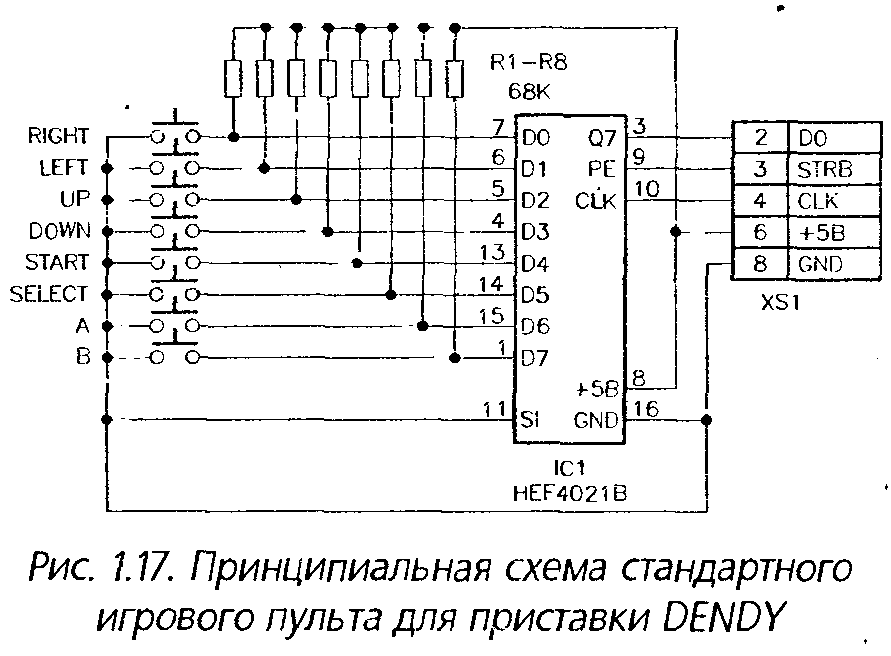 R1-R8
68K
RIGHT 7 D0 Q7 3 2 D0
LEFT 6 D1 PE 9 3 STRB
UP 5 D2 CLK 10 4 CLK
DOWN 4 D3 6 +5В
START 13 D4 8 GND
SELECT 14 D5 XS1
A 15 D6
B 1 D7
+5В 8
11 SI GND 16
IC1
HEF4021B
Рис. 1.17. Принципиальная схема стандартного
игрового пульта для приставки DENDY